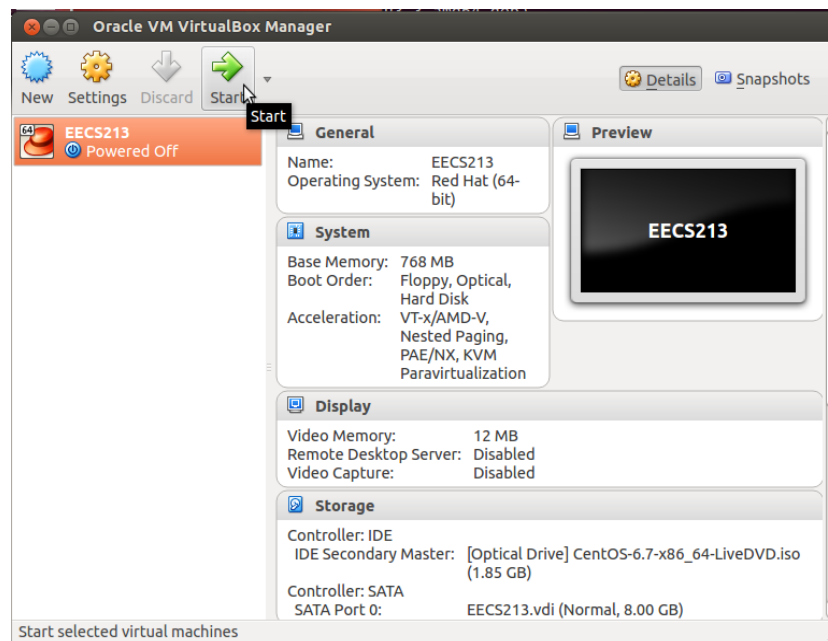 Oracle VM VirtualBox Manager
New Settings Discard Start
Details Snapshots
Start
64 EECS213
Powered Off
General
Name: EECS213
Operating System: Red Hat (64-
bit)
Preview
EECS213
System
Base Memory: 768 MB
Boot Order: Floppy, Optical,
Hard Disk
Acceleration: VT-x/AMD-V,
Nested Paging,
PAE/NX, KVM
Paravirtualization
Display
Video Memory: 12 MB
Remote Desktop Server: Disabled
Video Capture: Disabled
Storage
Controller: IDE
IDE Secondary Master: [Optical Drive] CentOS-6.7-x86_64-LiveDVD.iso
(1.85 GB)
Controller: SATA
SATA Port 0: EECS213.vdi (Normal, 8.00 GB)
Start selected virtual machines